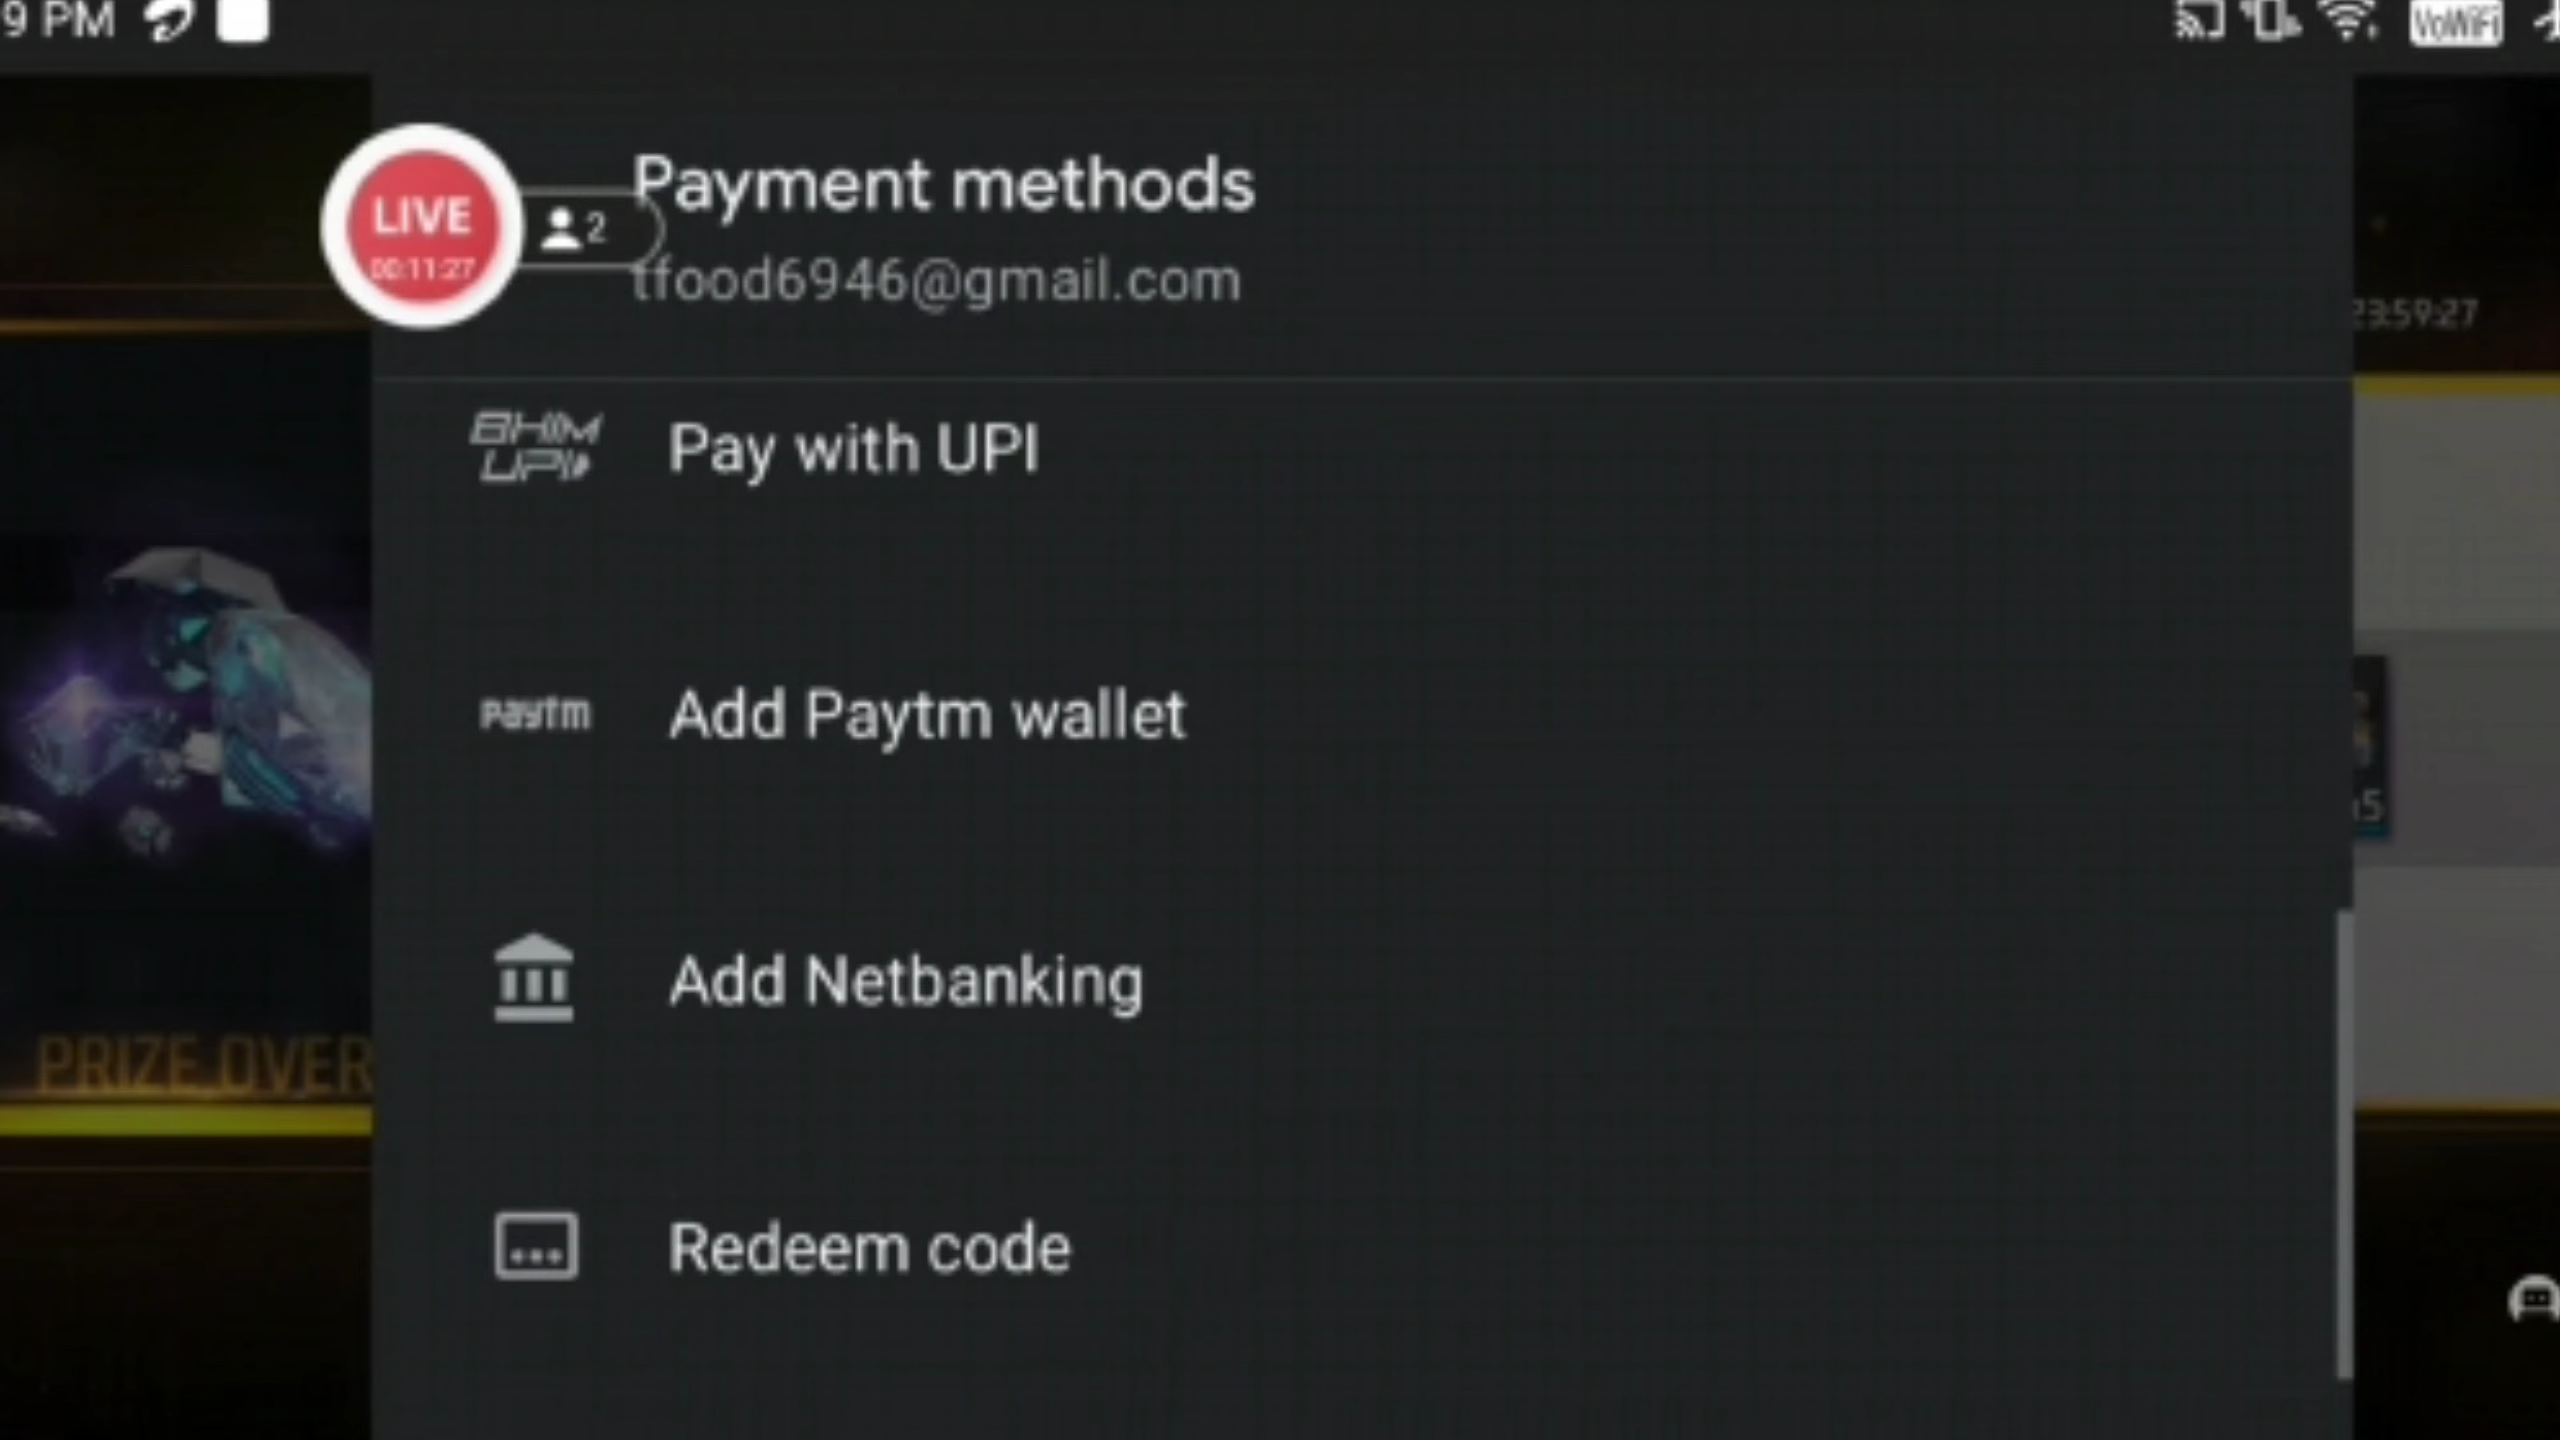 9 PM
VoWiFi
LIVE
00:11:27
2
Payment methods
tfood6946@gmail.com
23:59:27
BHIM
UPI
Pay with UPI
paytm
Add Paytm wallet
Add Netbanking
PRIZE OVER
Redeem code